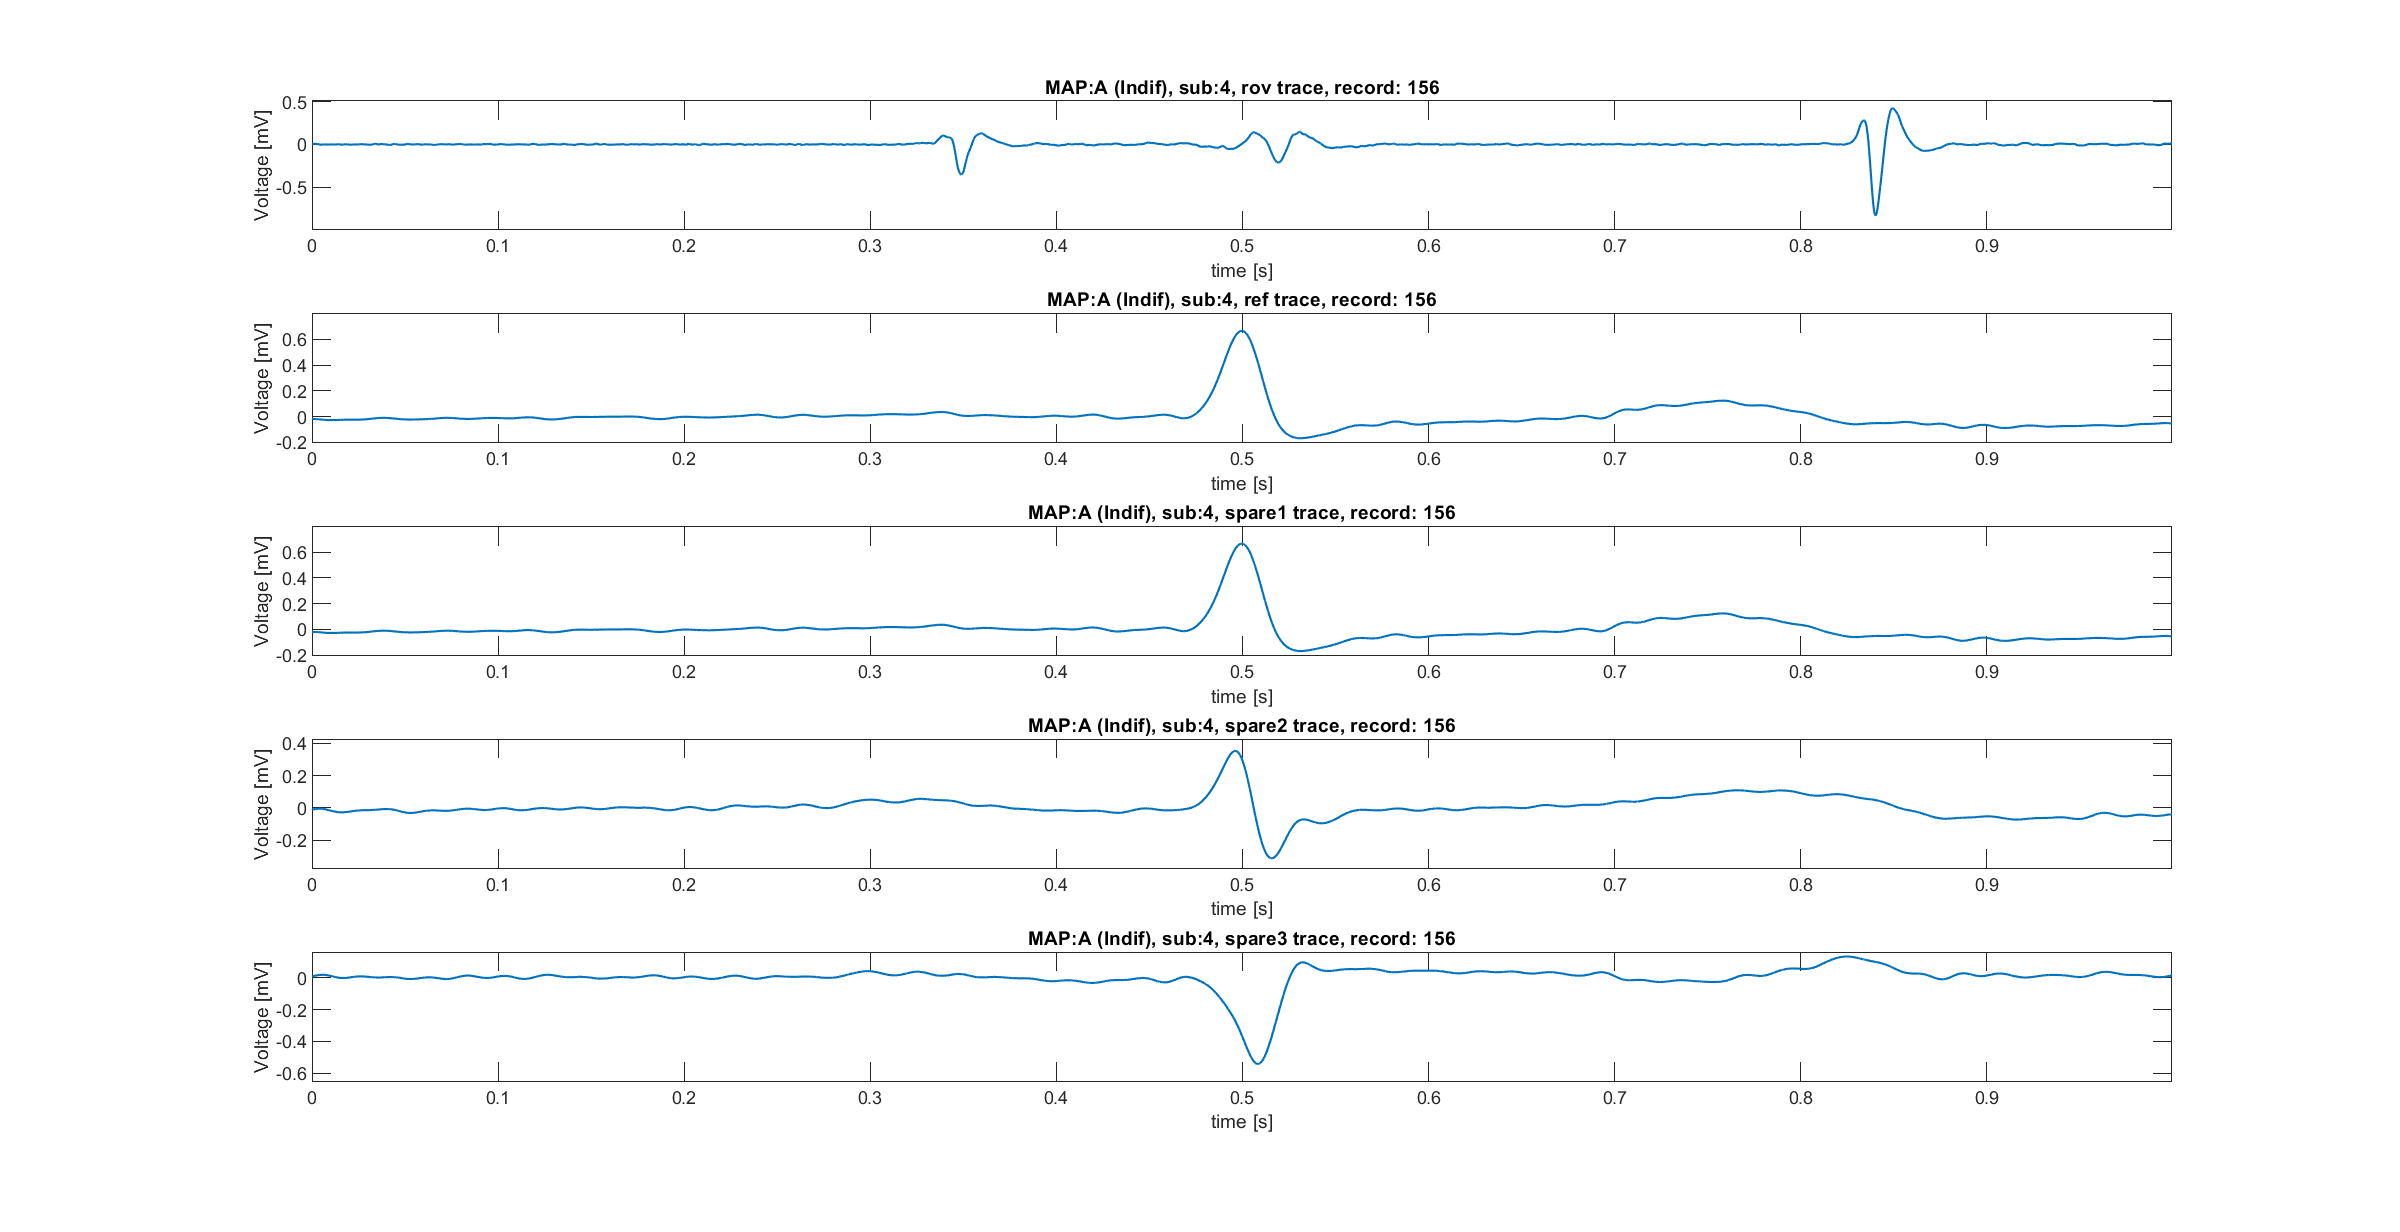 MAP:A (Indif), sub:4, rov trace, record: 156
Voltage [mV]
0.5
0
-0.5
0 0.1 0.2 0.3 0.4 0.5 0.6 0.7 0.8 0.9
time [s]
MAP:A (Indif), sub:4, ref trace, record: 156
Voltage [mV]
0.6
0.4
0.2
0
-0.2
0 0.1 0.2 0.3 0.4 0.5 0.6 0.7 0.8 0.9
time [s]
MAP:A (Indif), sub:4, spare1 trace, record: 156
Voltage [mV]
0.6
0.4
0.2
0
-0.2
0 0.1 0.2 0.3 0.4 0.5 0.6 0.7 0.8 0.9
time [s]
MAP:A (Indif), sub:4, spare2 trace, record: 156
Voltage [mV]
0.4
0.2
0
-0.2
0 0.1 0.2 0.3 0.4 0.5 0.6 0.7 0.8 0.9
time [s]
MAP:A (Indif), sub:4, spare3 trace, record: 156
Voltage [mV]
0
-0.2
-0.4
-0.6
0 0.1 0.2 0.3 0.4 0.5 0.6 0.7 0.8 0.9
time [s]